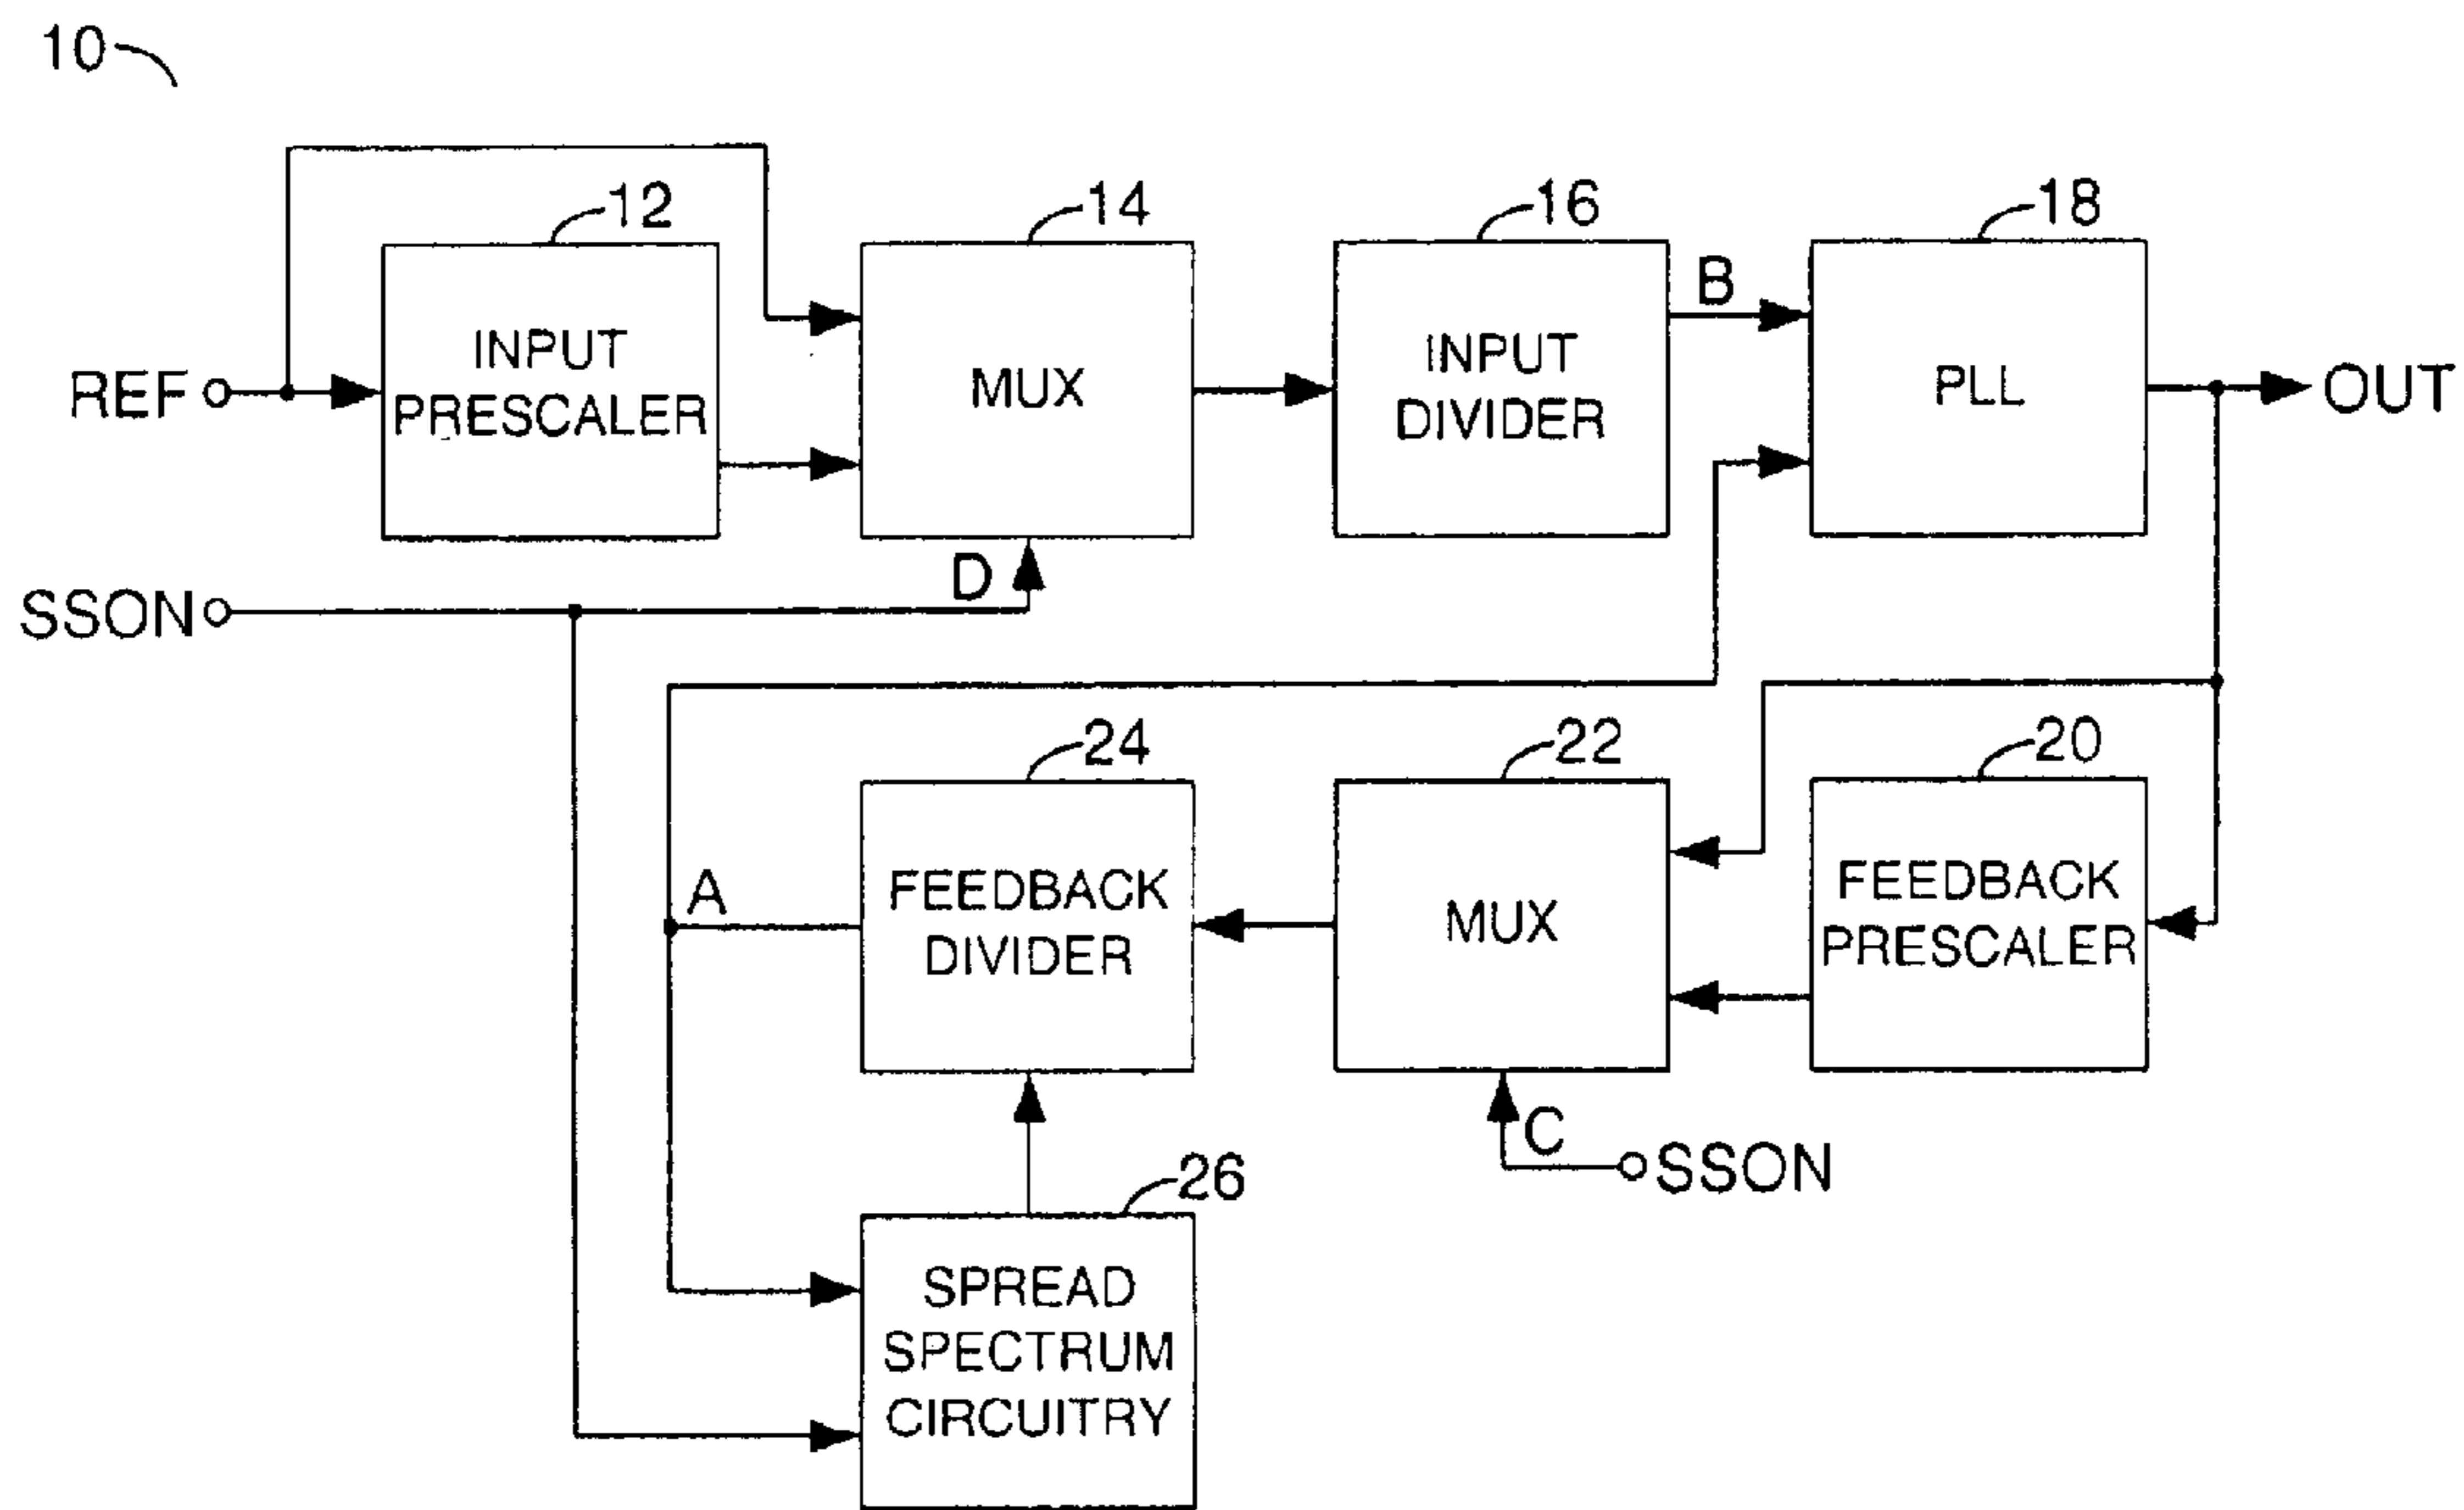 10
12
14
16
18
INPUT
PRESCALER
MUX
INPUT
DIVIDER
B
PLL
REF
OUT
D
SSON
24
22
20
A
FEEDBACK
DIVIDER
MUX
FEEDBACK
PRESCALER
C
SSON
26
SPREAD
SPECTRUM
CIRCUITRY